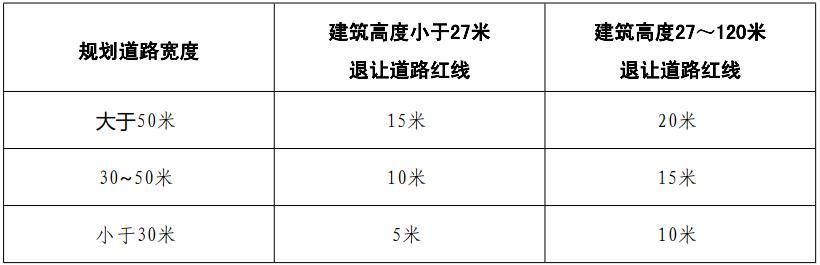 规划道路宽度
建筑高度小于27米
退让道路红线
建筑高度27～120米
退让道路红线
大于50米
15米
20米
30~50米
10米
15米
小于30米
5米
10米